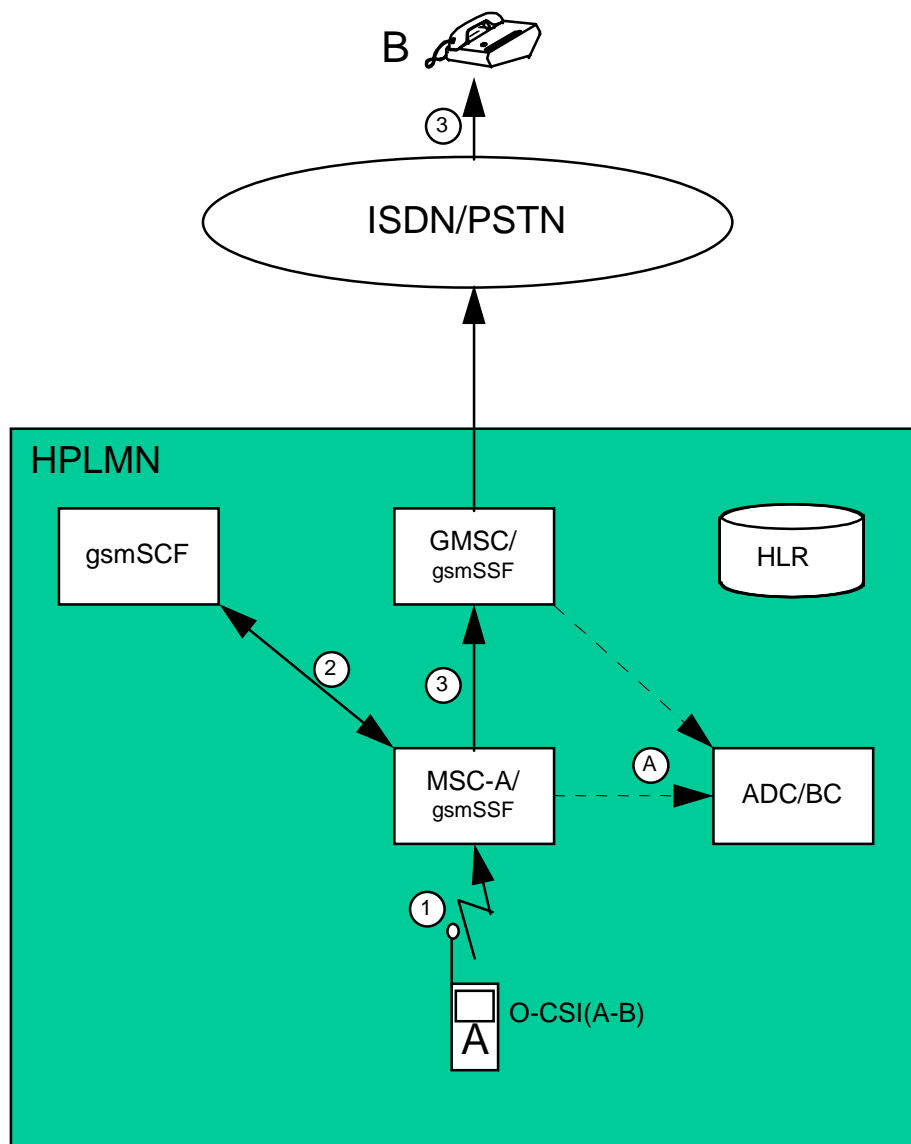 B
3
ISDN/PSTN
HPLMN
gsmSCF
GMSC/
gsmSSF
HLR
2
3
MSC-A/
gsmSSF
A
ADC/BC
1
O-CSI(A-B)
A